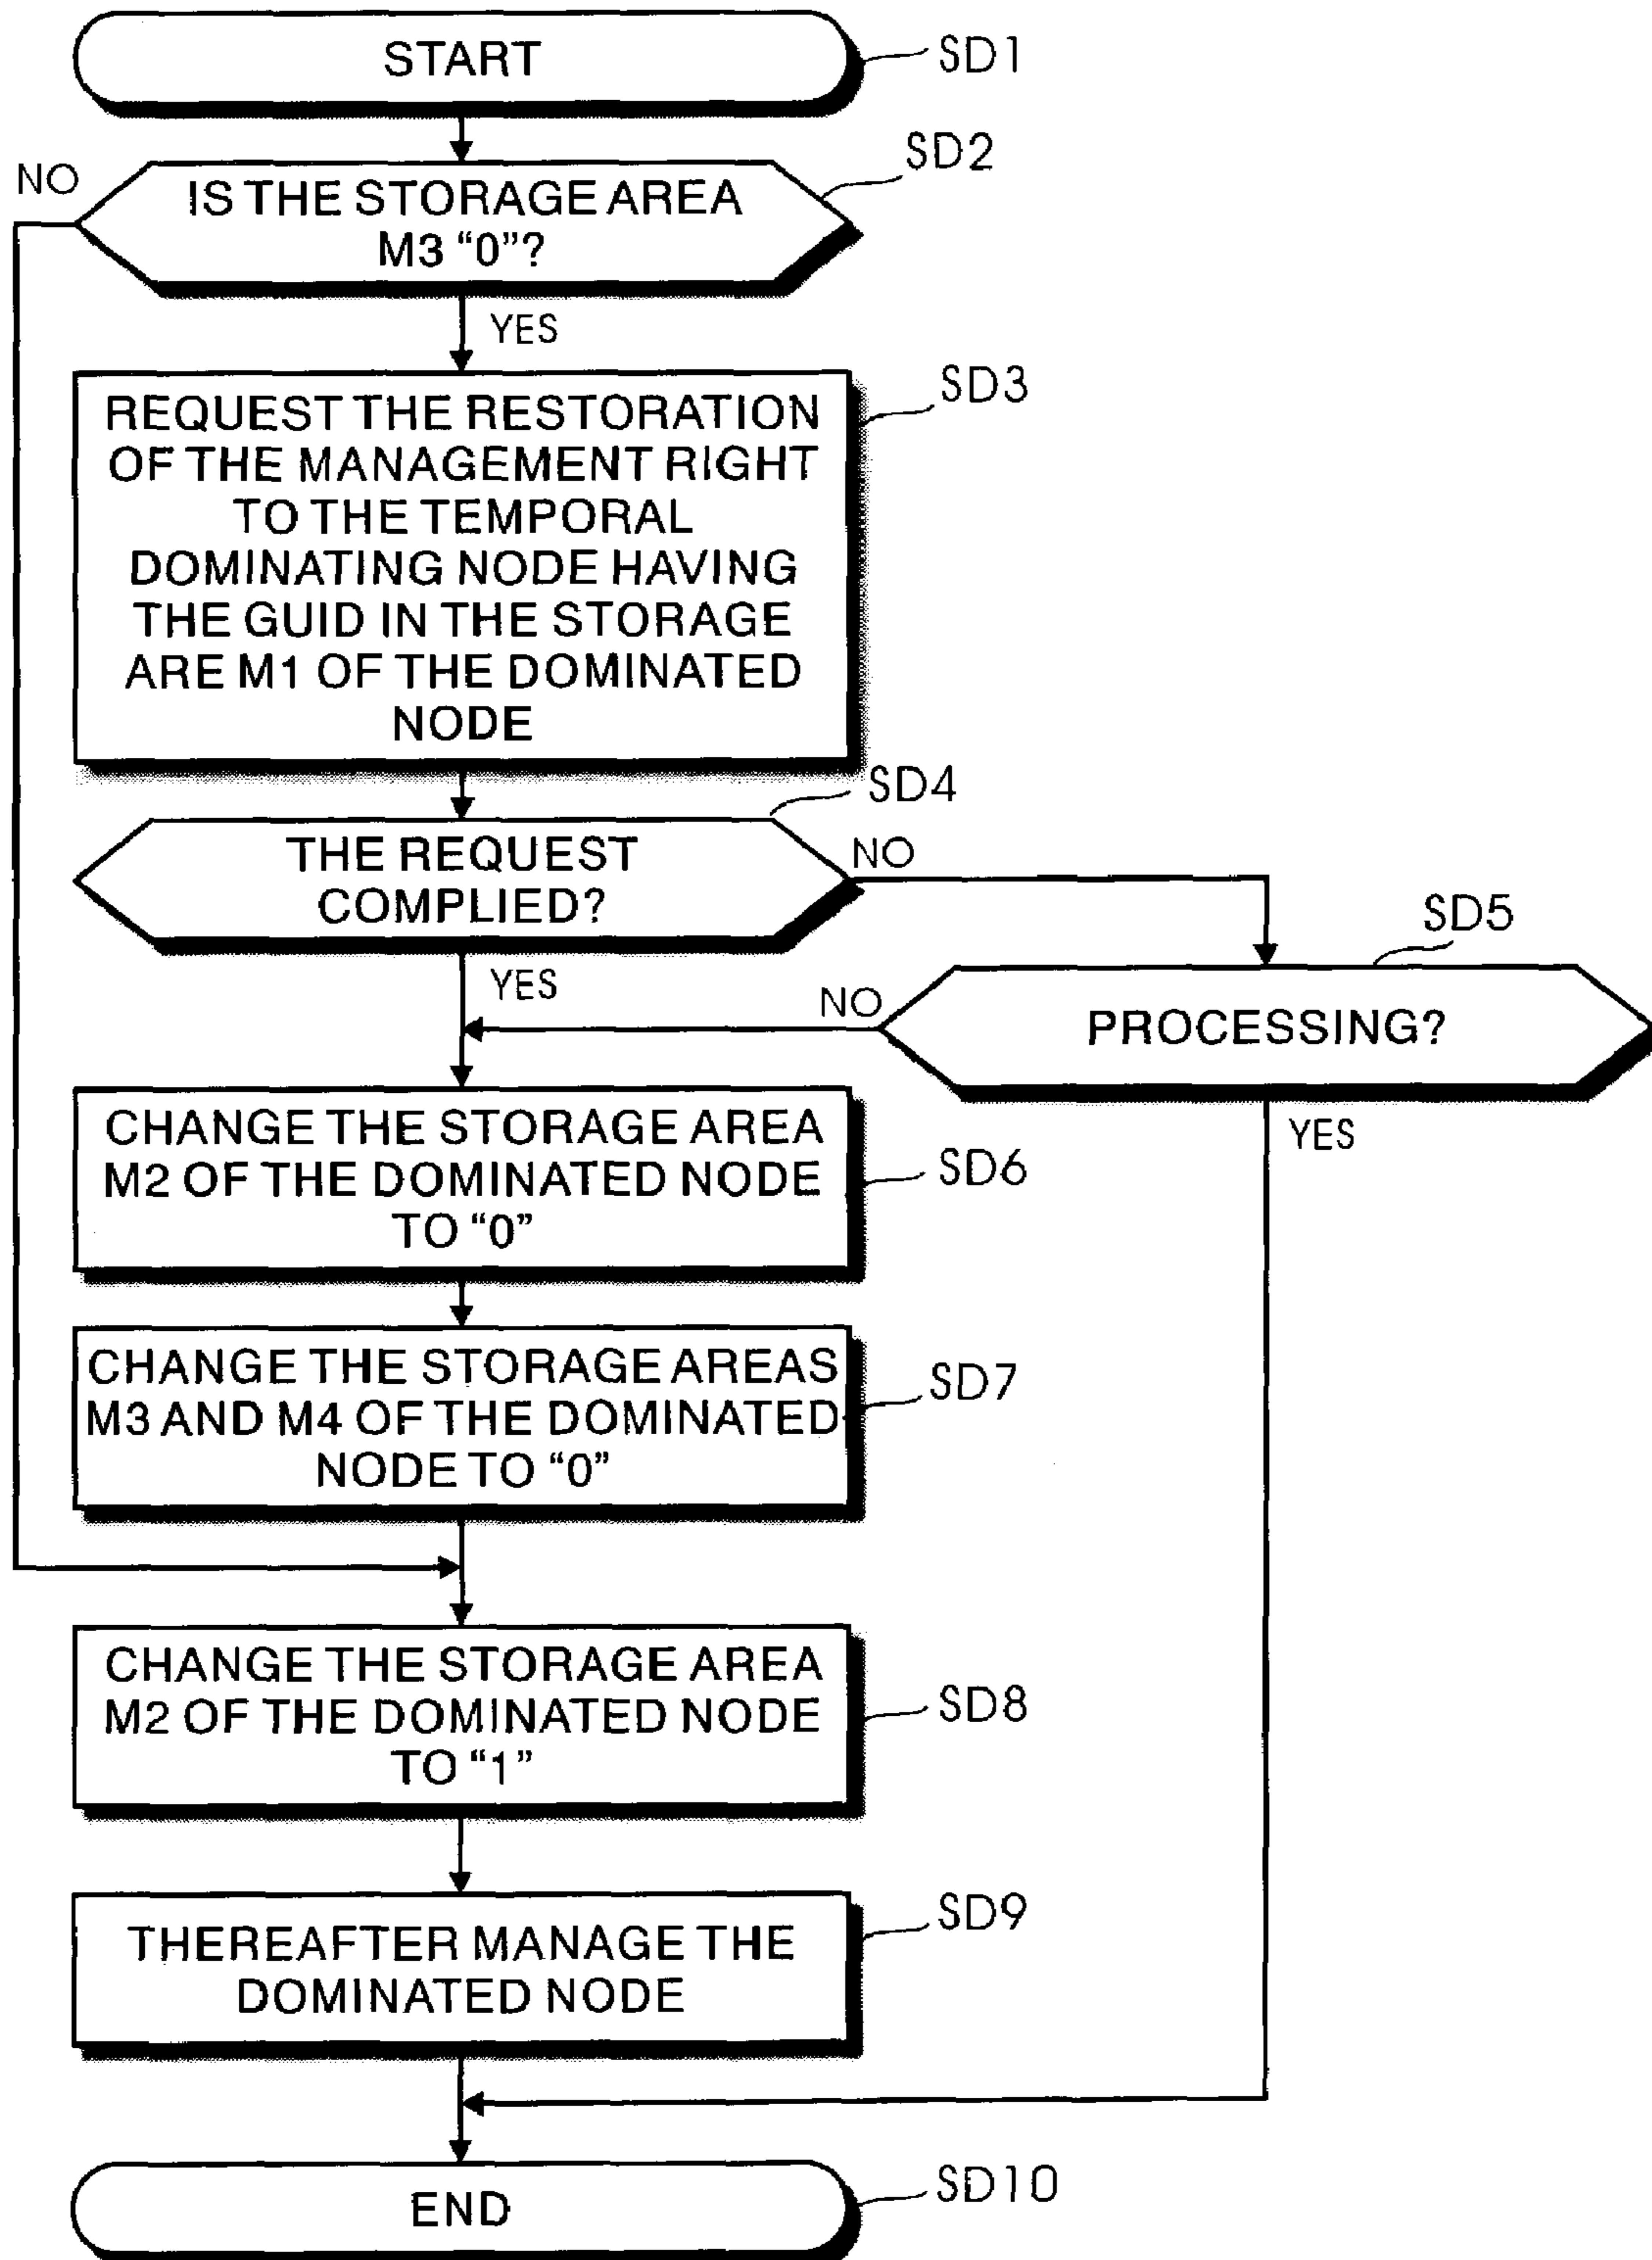 START
SD1
NO
IS THE STORAGE AREA
M3 “0”?
SD2
YES
REQUEST THE RESTORATION
OF THE MANAGEMENT RIGHT
TO THE TEMPORAL
DOMINATING NODE HAVING
THE GUID IN THE STORAGE
ARE M1 OF THE DOMINATED
NODE
SD3
THE REQUEST
COMPLIED?
SD4
NO
YES
SD5
PROCESSING?
NO
YES
CHANGE THE STORAGE AREA
M2 OF THE DOMINATED NODE
TO “0”
SD6
CHANGE THE STORAGE AREAS
M3 AND M4 OF THE DOMINATED
NODE TO “0”
SD7
CHANGE THE STORAGE AREA
M2 OF THE DOMINATED NODE
TO “1”
SD8
THEREAFTER MANAGE THE
DOMINATED NODE
SD9
END
SD10